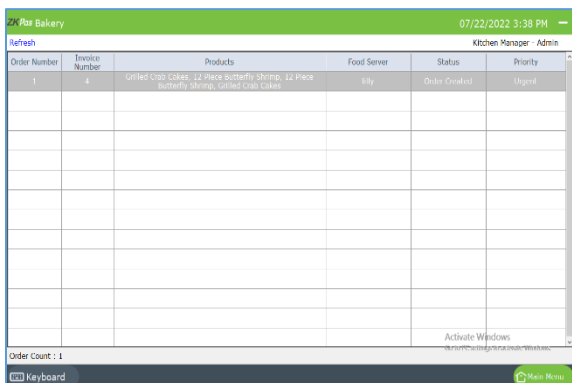 ZKPos Bakery 07/22/2022 3:38 PM
Refresh Kitchen Manager - Admin
Order Number Invoice Number Products Food Server Status Priority
1 4 Grilled Crab Cakes, 12 Piece Butterfly Shrimp, 12 Piece Butterfly Shrimp, Grilled Crab Cakes Elly Order Created Urgent
Activate Windows
Order Count : 1
Keyboard Main Menu